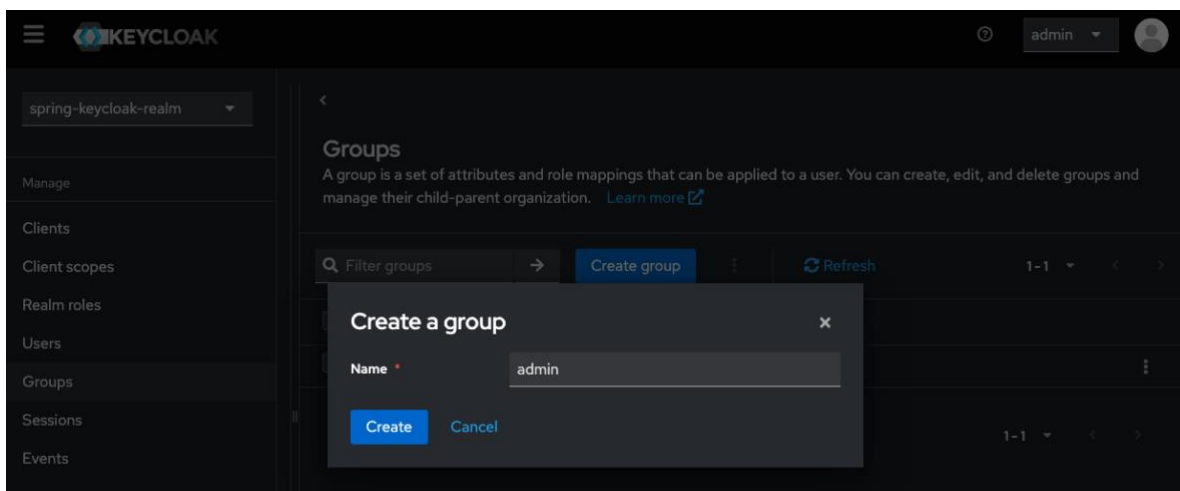 KEYCLOAK
admin
spring-keycloak-realm
Manage
Clients
Client scopes
Realm roles
Users
Groups
Sessions
Events
Groups
A group is a set of attributes and role mappings that can be applied to a user. You can create, edit, and delete groups and
manage their child-parent organization. Learn more
Filter groups
Create group
Refresh
1-1
Create a group
Name *
admin
Create
Cancel
1-1